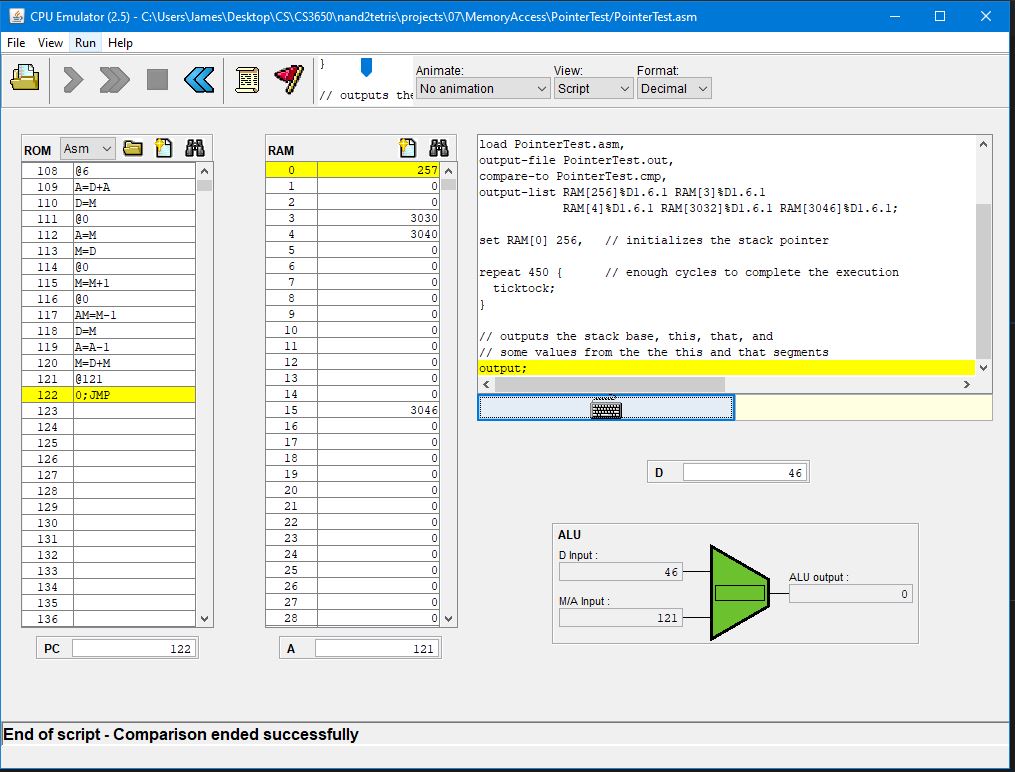 CPU Emulator (2.5) - C:\Users\James\Desktop\CS\CS3650\nand2tetris\projects\07\MemoryAccess\PointerTest/PointerTest.asm
File View Run Help
}
// outputs the
Animate:
No animation
View:
Script
Format:
Decimal
ROM Asm
108 @6
109 A=D+A
110 D=M
111 @0
112 A=M
113 M=D
114 @0
115 M=M+1
116 @0
117 AM=M-1
118 D=M
119 A=A-1
120 M=D+M
121 @121
122 0;JMP
123
124
125
126
127
128
129
130
131
132
133
134
135
136
PC 122
RAM
0 257
1 0
2 0
3 3030
4 3040
5 0
6 0
7 0
8 0
9 0
10 0
11 0
12 0
13 0
14 0
15 3046
16 0
17 0
18 0
19 0
20 0
21 0
22 0
23 0
24 0
25 0
26 0
27 0
28 0
A 121
load PointerTest.asm,
output-file PointerTest.out,
compare-to PointerTest.cmp,
output-list RAM[256]%D1.6.1 RAM[3]%D1.6.1
RAM[4]%D1.6.1 RAM[3032]%D1.6.1 RAM[3046]%D1.6.1;
set RAM[0] 256, // initializes the stack pointer
repeat 450 { // enough cycles to complete the execution
ticktock;
}
// outputs the stack base, this, that, and
// some values from the the this and that segments
output;
D 46
ALU
D Input :
46
M/A Input :
121
ALU output :
0
End of script - Comparison ended successfully